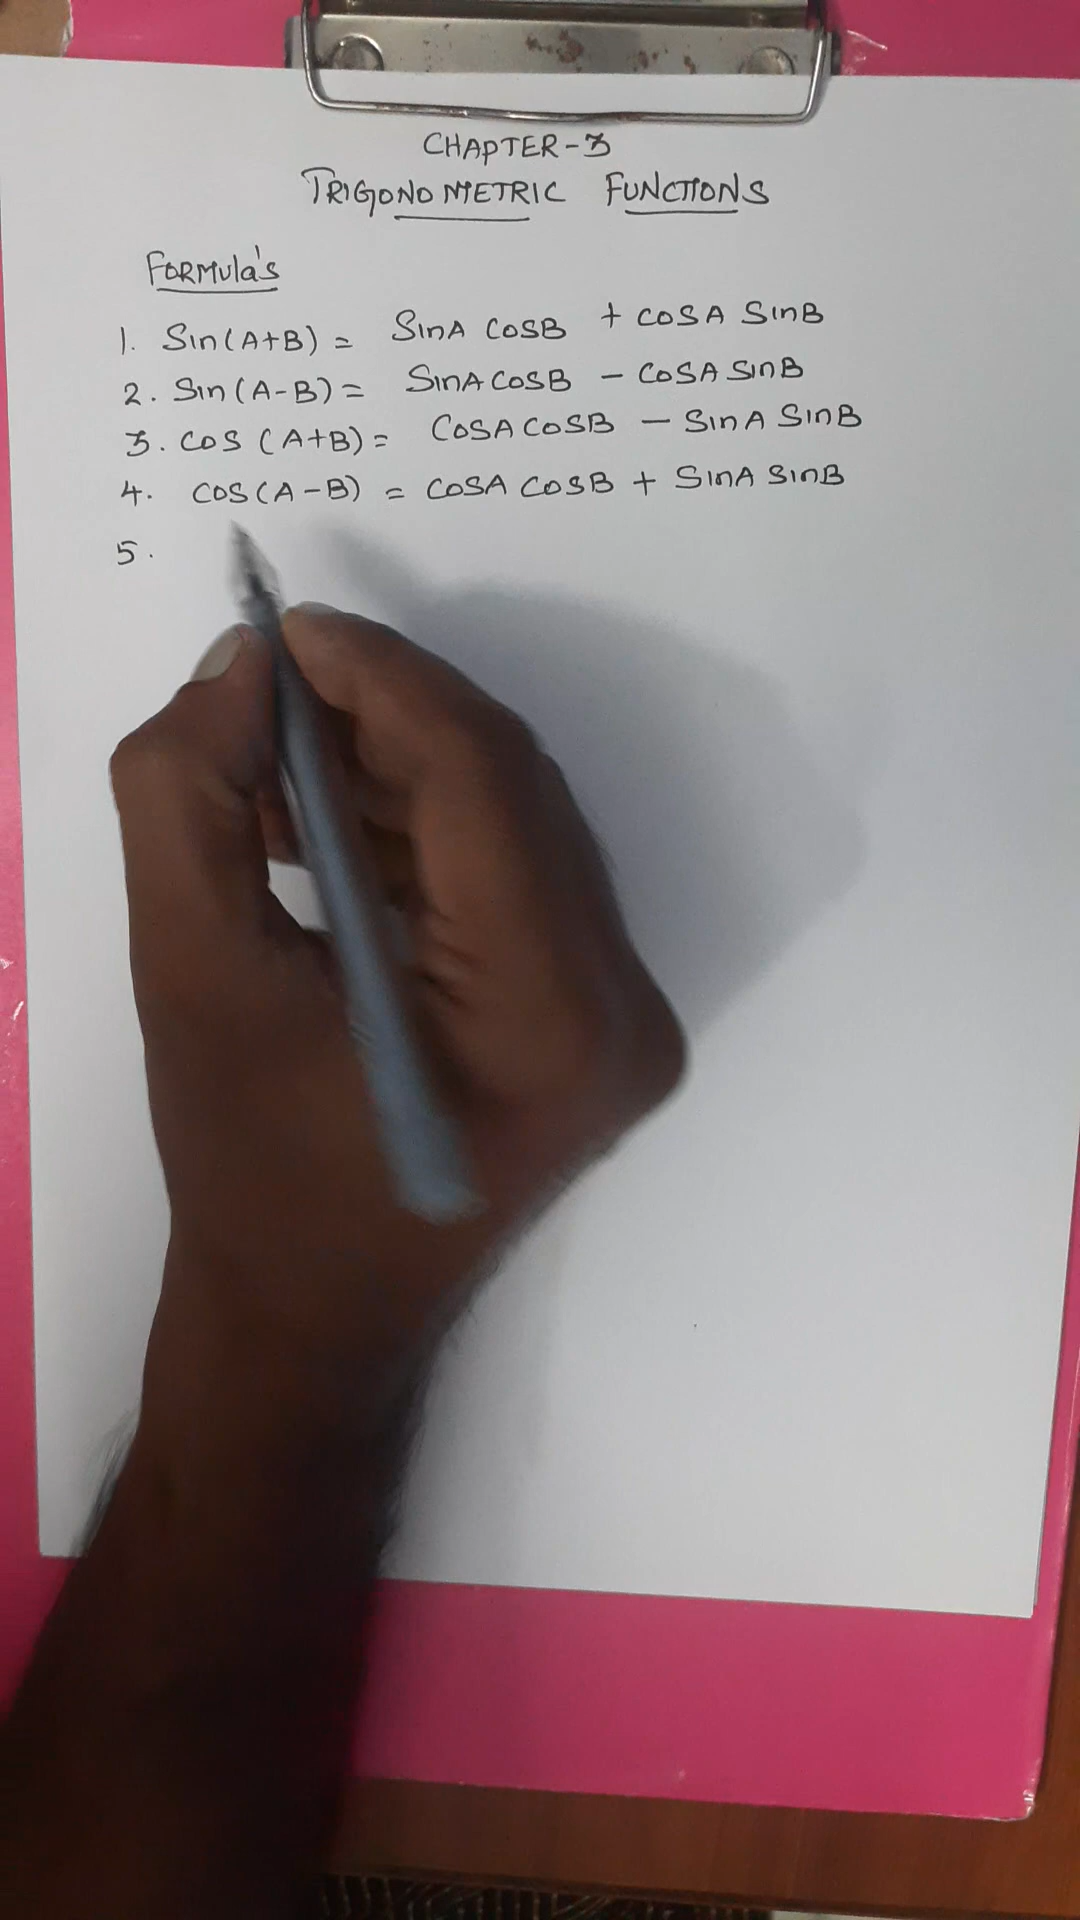 CHAPTER-3
TRIGONOMETRIC FUNCTIONS
FORMUla's
1. Sin(A+B) = SinA COSB + COSA SinB
2. Sin(A-B) = SinA COSB - COSA SinB
3. COS (A+B) = COSA COSB - SinA SinB
4. COS(A-B) = COSA COSB + SinA SinB
5.